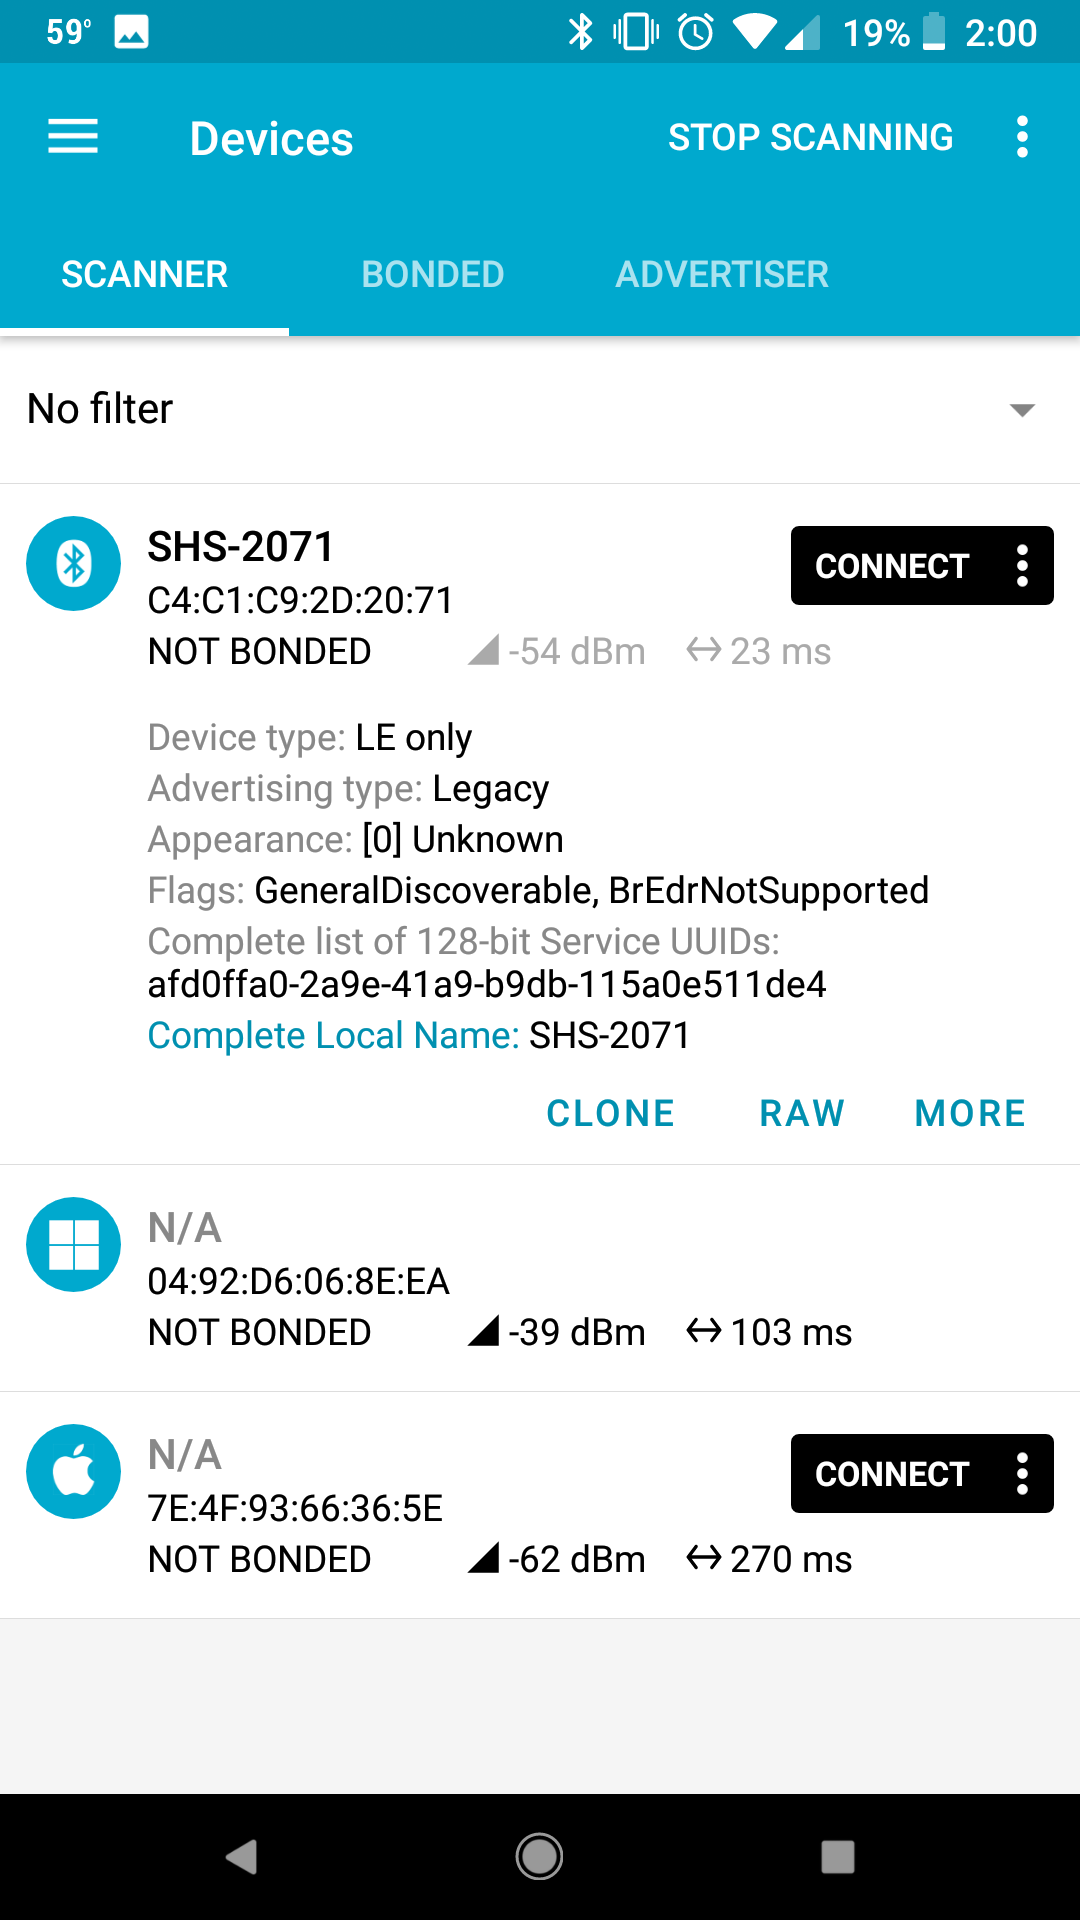 59° 19% 2:00
Devices STOP SCANNING
SCANNER BONDED ADVERTISER
No filter
SHS-2071 CONNECT
C4:C1:C9:2D:20:71
NOT BONDED -54 dBm 23 ms
Device type: LE only
Advertising type: Legacy
Appearance: [0] Unknown
Flags: GeneralDiscoverable, BrEdrNotSupported
Complete list of 128-bit Service UUIDs:
afd0ffa0-2a9e-41a9-b9db-115a0e511de4
Complete Local Name: SHS-2071
CLONE RAW MORE
N/A
04:92:D6:06:8E:EA
NOT BONDED -39 dBm 103 ms
N/A CONNECT
7E:4F:93:66:36:5E
NOT BONDED -62 dBm 270 ms